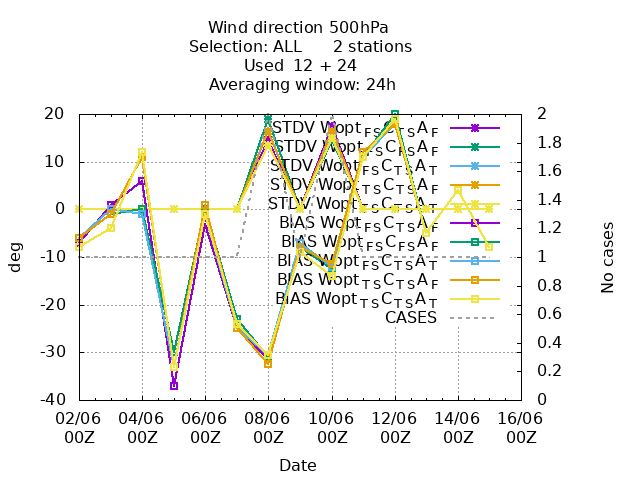 Wind direction 500hPa
Selection: ALL 2 stations
Used 12 + 24
Averaging window: 24h
20
10
0
-10
-20
-30
-40
deg
2
1.8
1.6
1.4
1.2
1
0.8
0.6
0.4
0.2
0
No cases
STDV Wopt FS C TS A F
STDV Wopt FS C FS A F
STDV Wopt FS C TS A T
STDV Wopt TS C TS A F
STDV Wopt TS C TS A T
BIAS Wopt FS C TS A F
BIAS Wopt FS C FS A F
BIAS Wopt FS C TS A T
BIAS Wopt TS C TS A F
BIAS Wopt TS C TS A T
CASES
02/06 04/06 06/06 08/06 10/06 12/06 14/06 16/06
00Z 00Z 00Z 00Z 00Z 00Z 00Z 00Z
Date